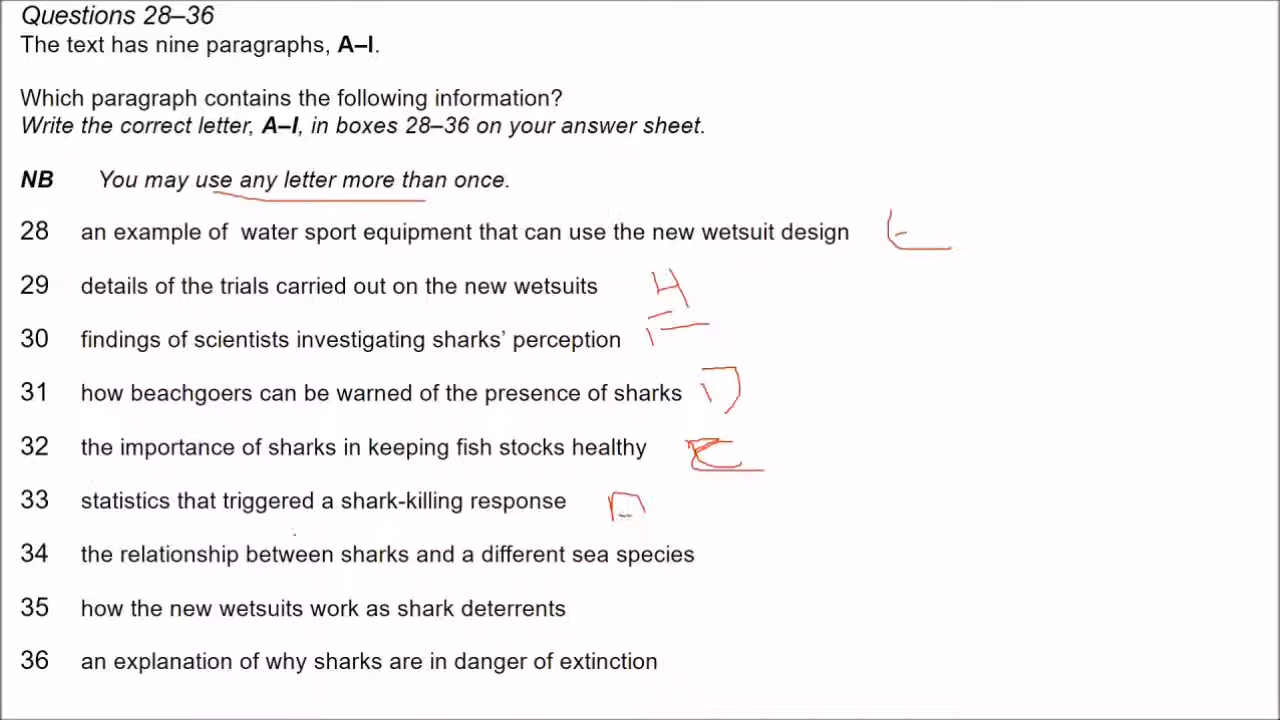 Questions 28–36
The text has nine paragraphs, A–I.
Which paragraph contains the following information?
Write the correct letter, A–I, in boxes 28–36 on your answer sheet.
NB You may use any letter more than once.
28 an example of water sport equipment that can use the new wetsuit design
29 details of the trials carried out on the new wetsuits
30 findings of scientists investigating sharks' perception
31 how beachgoers can be warned of the presence of sharks D
32 the importance of sharks in keeping fish stocks healthy
33 statistics that triggered a shark-killing response
34 the relationship between sharks and a different sea species
35 how the new wetsuits work as shark deterrents
36 an explanation of why sharks are in danger of extinction